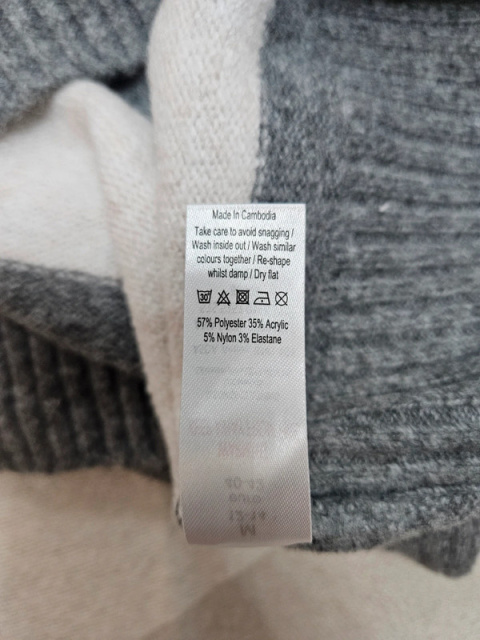 Made In Cambodia
Take care to avoid snagging /
Wash inside out / Wash similar
colours together / Re-shape
whilst damp / Dry flat
30
57% Polyester 35% Acrylic
5% Nylon 3% Elastane
M